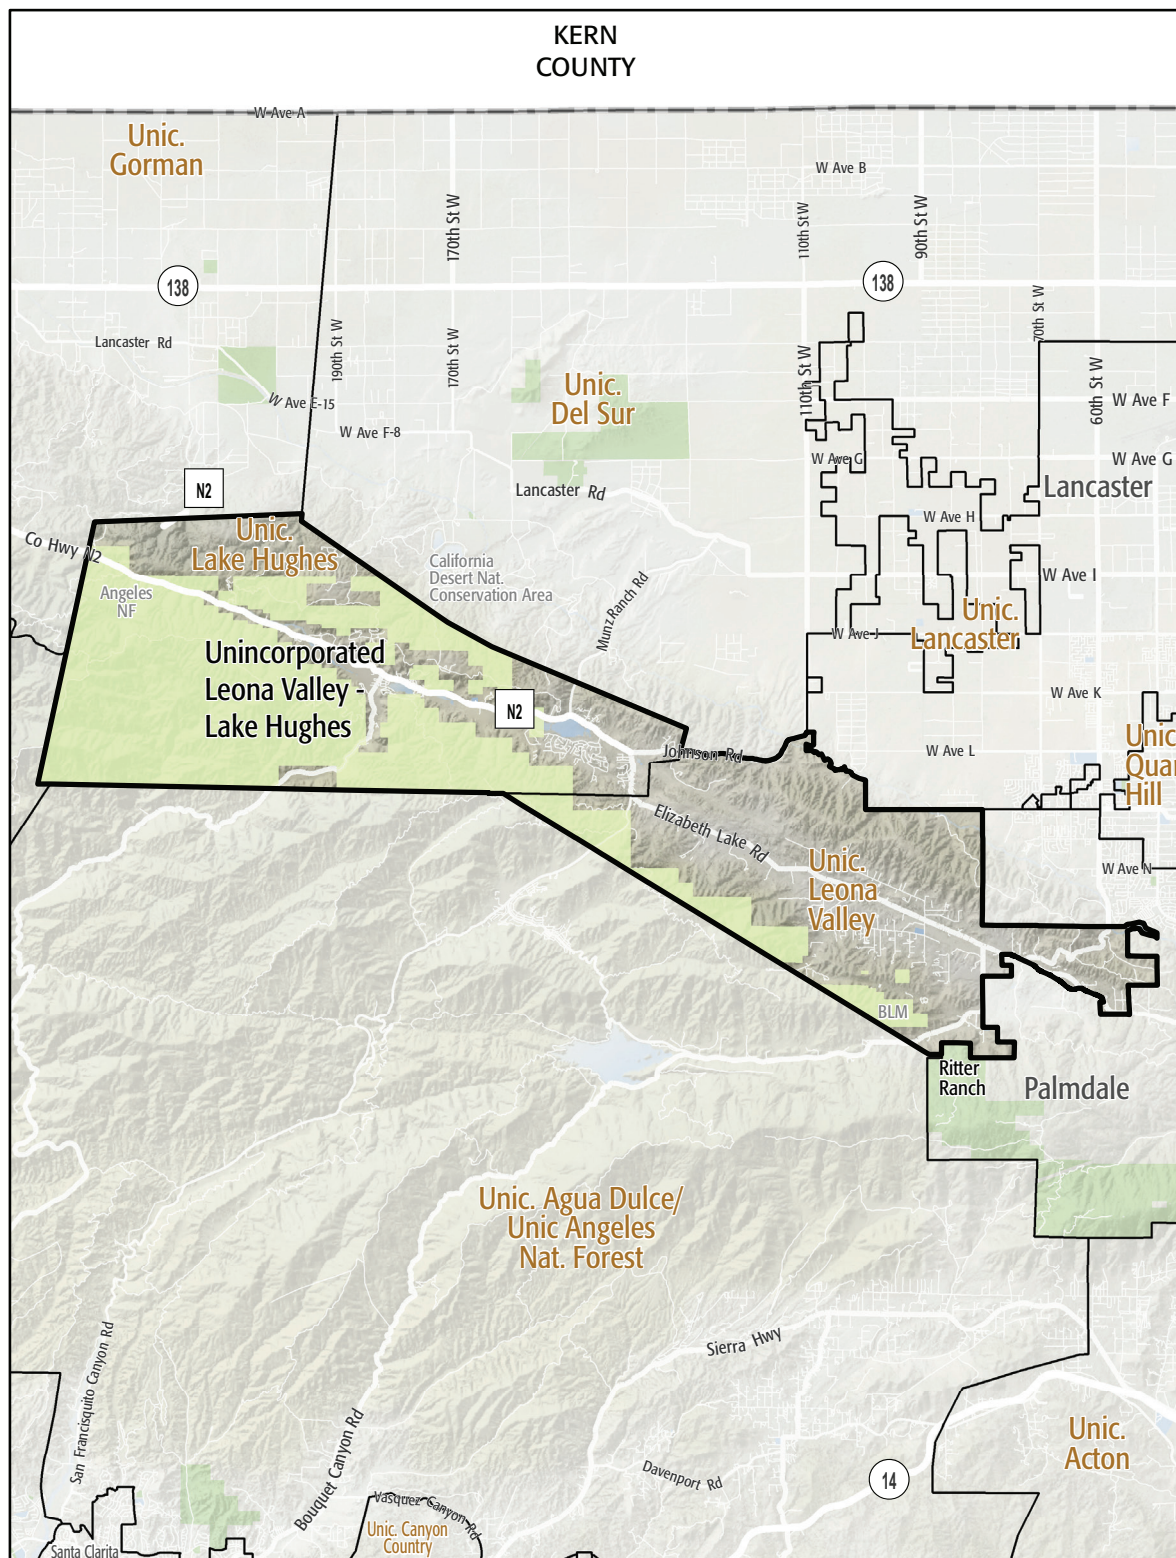 KERN
COUNTY
W Ave A
Unic.
Gorman
W Ave B
170th St W
110th St W
90th St W
138
138
Lancaster Rd
190th St W
170th St W
110th St W
70th St W
60th St W
Unic.
Del Sur
W Ave E-15
W Ave F
W Ave F-8
W Ave G
W Ave G
N2
Lancaster Rd
Lancaster
W Ave H
Co Hwy N2
Unic.
Lake Hughes
California
Desert Nat.
Conservation Area
Angeles
NF
Munz Ranch Rd
W Ave I
Unic.
Lancaster
W Ave J
Unincorporated
Leona Valley -
Lake Hughes
N2
W Ave K
Johnson Rd
W Ave L
Unic
Qua
Hill
Elizabeth Lake Rd
Unic.
Leona
Valley
W Ave N
BLM
Ritter
Ranch
Palmdale
Unic. Agua Dulce/
Unic Angeles
Nat. Forest
Sierra Hwy
San Francisquito Canyon Rd
Bouquet Canyon Rd
Unic.
Acton
Davenport Rd
14
Vasquez Canyon Rd
Unic. Canyon
Country
Santa Clarita